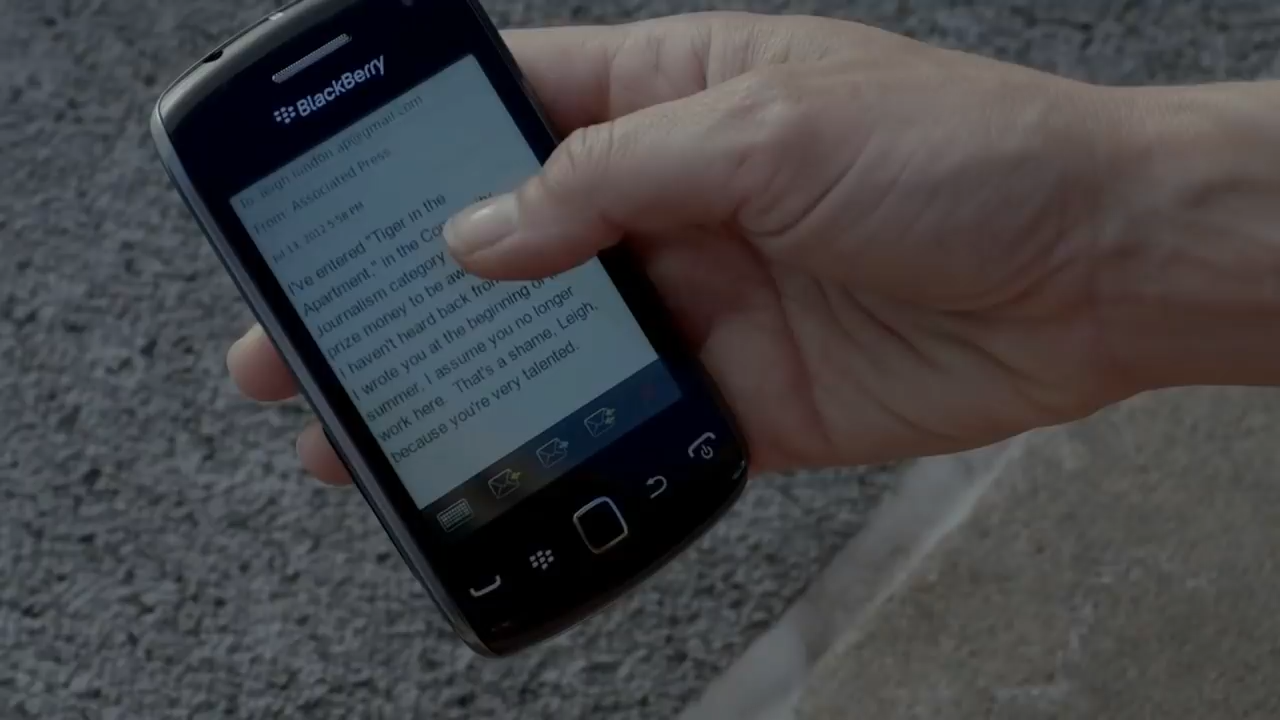 BlackBerry
To: leigh.landon.ap@gmail.com
From: Associated Press
Jul 13, 2012 5:58 PM
I've entered "Tiger in the
Apartment," in the
Journalism category
prize money to be
I haven't heard back from
I wrote you at the beginning of
summer. I assume you no longer
work here. That's a shame, Leigh,
because you're very talented.